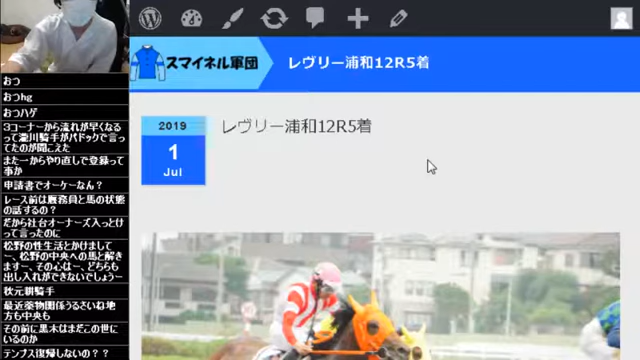 スマイネル軍団
レヴリー浦和12R5着
2019
1
Jul
レヴリー浦和12R5着
おつ
おつhg
おつハゲ
3コーナーから流れが早くなる
って瀧川騎手がパドックで言っ
てたのが聞こえた
また一からやり直しで登録って
事か
申請書でオーケーなん?
レース前は厩務員と馬の状態
の話するの?
だから社台オーナーズ入っとけ
って言ったのに
松野の性生活とかけまして
ー、松野の中央への馬と解き
ますー、その心はー、どちらも
出し入れができないでしょうー
秋元耕騎手
最近薬物関係うるさいね地
方も中央も
その前に黒木はまだこの世に
いるのか
テンプス復帰しないの??